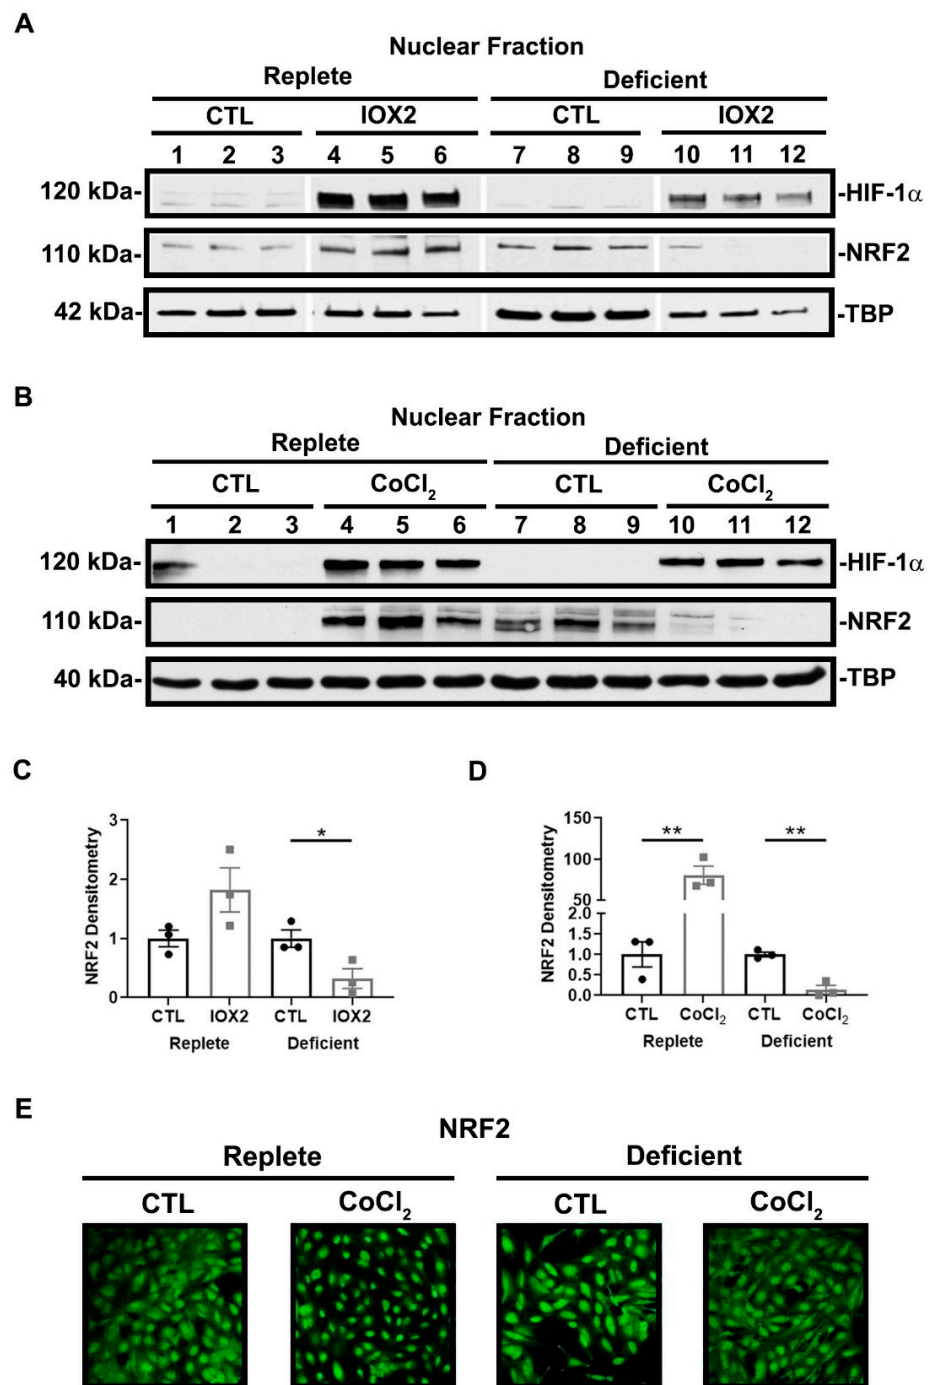 A
Nuclear Fraction
Replete Deficient
CTL IOX2 CTL IOX2
1 2 3 4 5 6 7 8 9 10 11 12
120 kDa- -HIF-1α
110 kDa- -NRF2
42 kDa- -TBP
B
Nuclear Fraction
Replete Deficient
CTL CoCl₂ CTL CoCl₂
1 2 3 4 5 6 7 8 9 10 11 12
120 kDa- -HIF-1α
110 kDa- -NRF2
40 kDa- -TBP
C
NRF2 Densitometry
3
2
1
0
*
CTL IOX2 CTL IOX2
Replete Deficient
D
NRF2 Densitometry
150
100
50
2.0
1.5
1.0
0.5
0.0
** **
CTL CoCl₂ CTL CoCl₂
Replete Deficient
E
NRF2
Replete Deficient
CTL CoCl₂ CTL CoCl₂